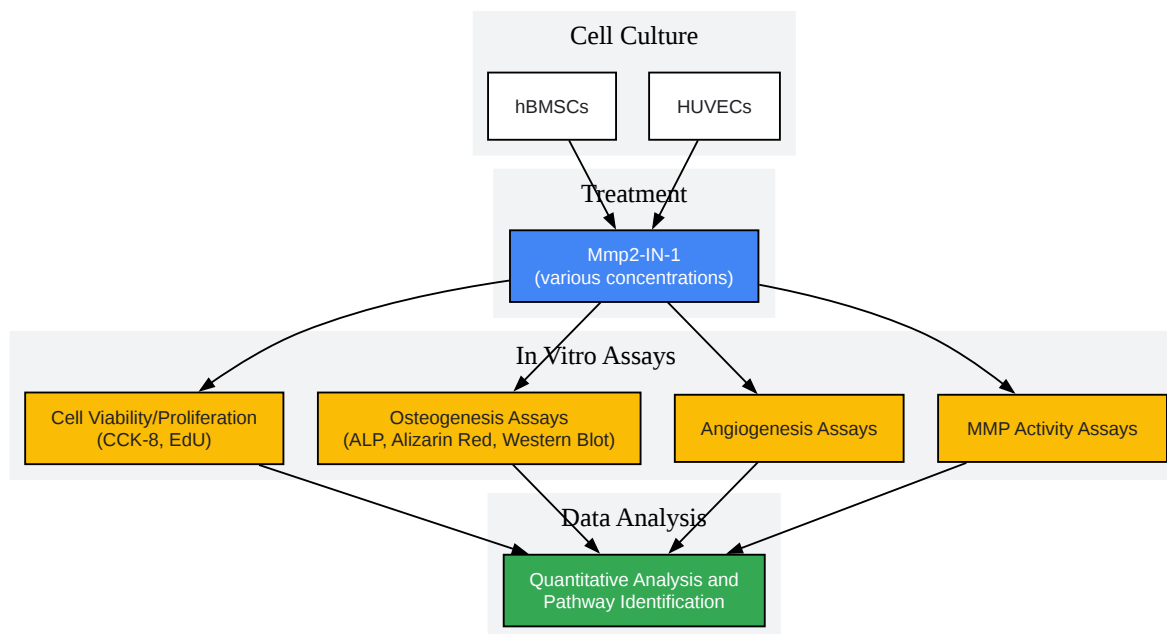 Cell Culture
hBMSCs
HUVECs
Treatment
Mmp2-IN-1
(various concentrations)
In Vitro Assays
Cell Viability/Proliferation
(CCK-8, EdU)
Osteogenesis Assays
(ALP, Alizarin Red, Western Blot)
Angiogenesis Assays
MMP Activity Assays
Data Analysis
Quantitative Analysis and
Pathway Identification